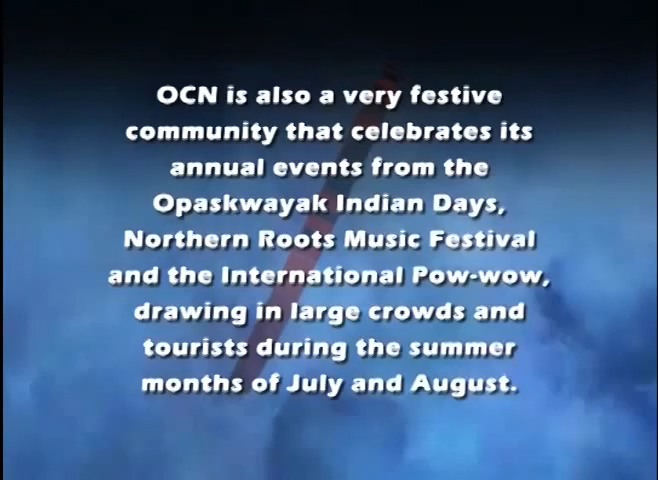 OCN is also a very festive
community that celebrates its
annual events from the
Opaskwayak Indian Days,
Northern Roots Music Festival
and the International Pow-wow,
drawing in large crowds and
tourists during the summer
months of July and August.